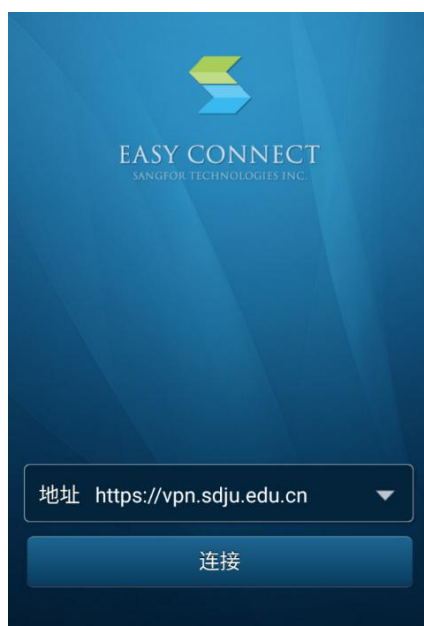 EASY CONNECT
SANGFOR TECHNOLOGIES INC.
地址 https://vpn.sdju.edu.cn
连接